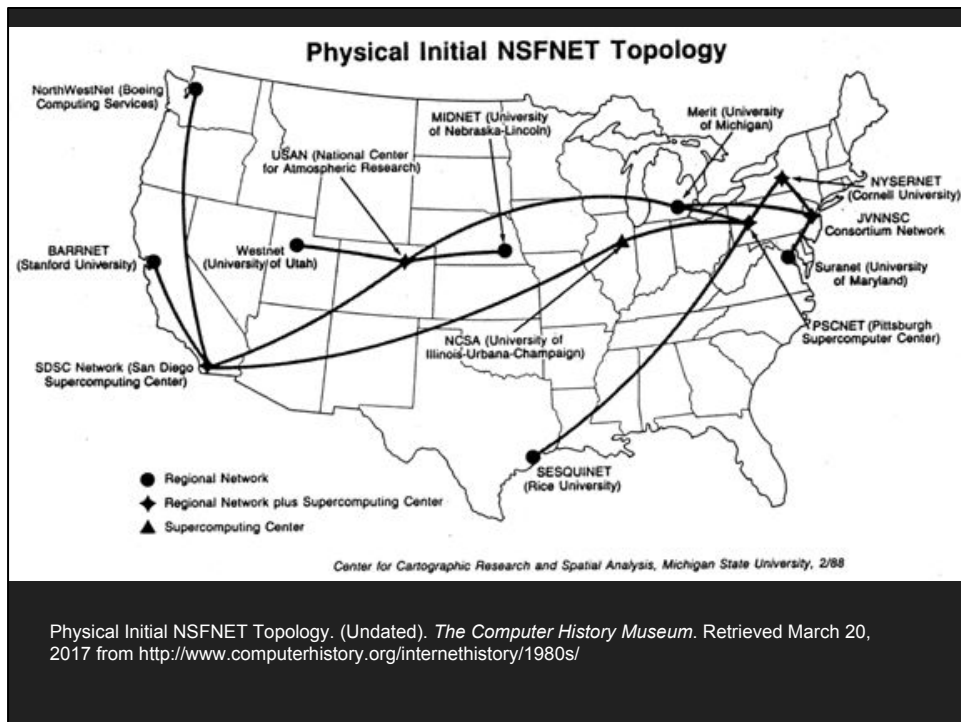 Physical Initial NSFNET Topology
NorthWestNet (Boeing
Computing Services)
MIDNET (University
of Nebraska-Lincoln)
Merit (University
of Michigan)
USAN (National Center
for Atmospheric Research)
NYSERNET
(Cornell University)
JVNNSC
Consortium Network
BARRNET
(Stanford University)
Westnet
(University of Utah)
Suranet (University
of Maryland)
PSCNET (Pittsburgh
Supercomputer Center)
NCSA (University of
Illinois-Urbana-Champaign)
SDSC Network (San Diego
Supercomputing Center)
SESQUINET
(Rice University)
Regional Network
Regional Network plus Supercomputing Center
Supercomputing Center
Center for Cartographic Research and Spatial Analysis, Michigan State University, 2/88
Physical Initial NSFNET Topology. (Undated). The Computer History Museum. Retrieved March 20,
2017 from http://www.computerhistory.org/internethistory/1980s/